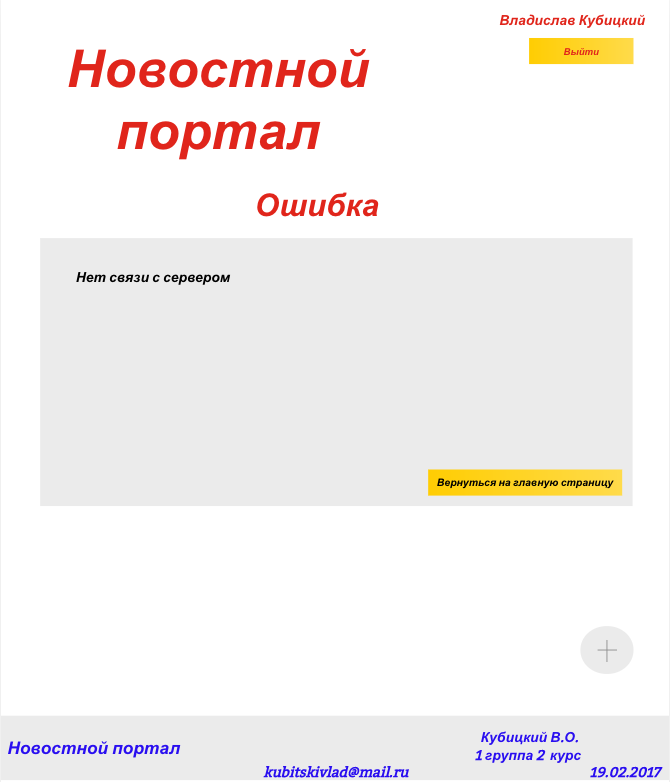 Владислав Кубицкий
Выйти
Новостной
портал
Ошибка
Нет связи с сервером
Вернуться на главную страницу
Новостной портал
Кубицкий В.О.
1 группа 2 курс
kubitskivlad@mail.ru
19.02.2017